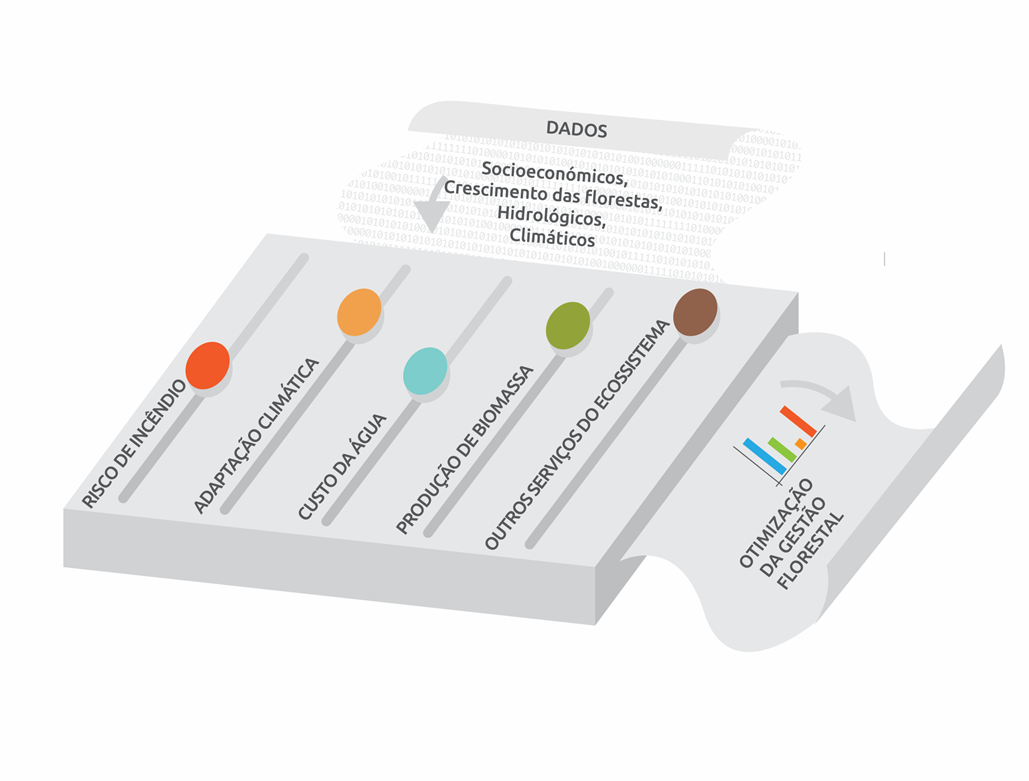 DADOS
Socioeconómicos,
Crescimento das florestas,
Hidrológicos,
Climáticos
RISCO DE INCÊNDIO
ADAPTAÇÃO CLIMÁTICA
CUSTO DA ÁGUA
PRODUÇÃO DE BIOMASSA
OUTROS SERVIÇOS DO ECOSSISTEMA
OTIMIZAÇÃO
DA GESTÃO
FLORESTAL